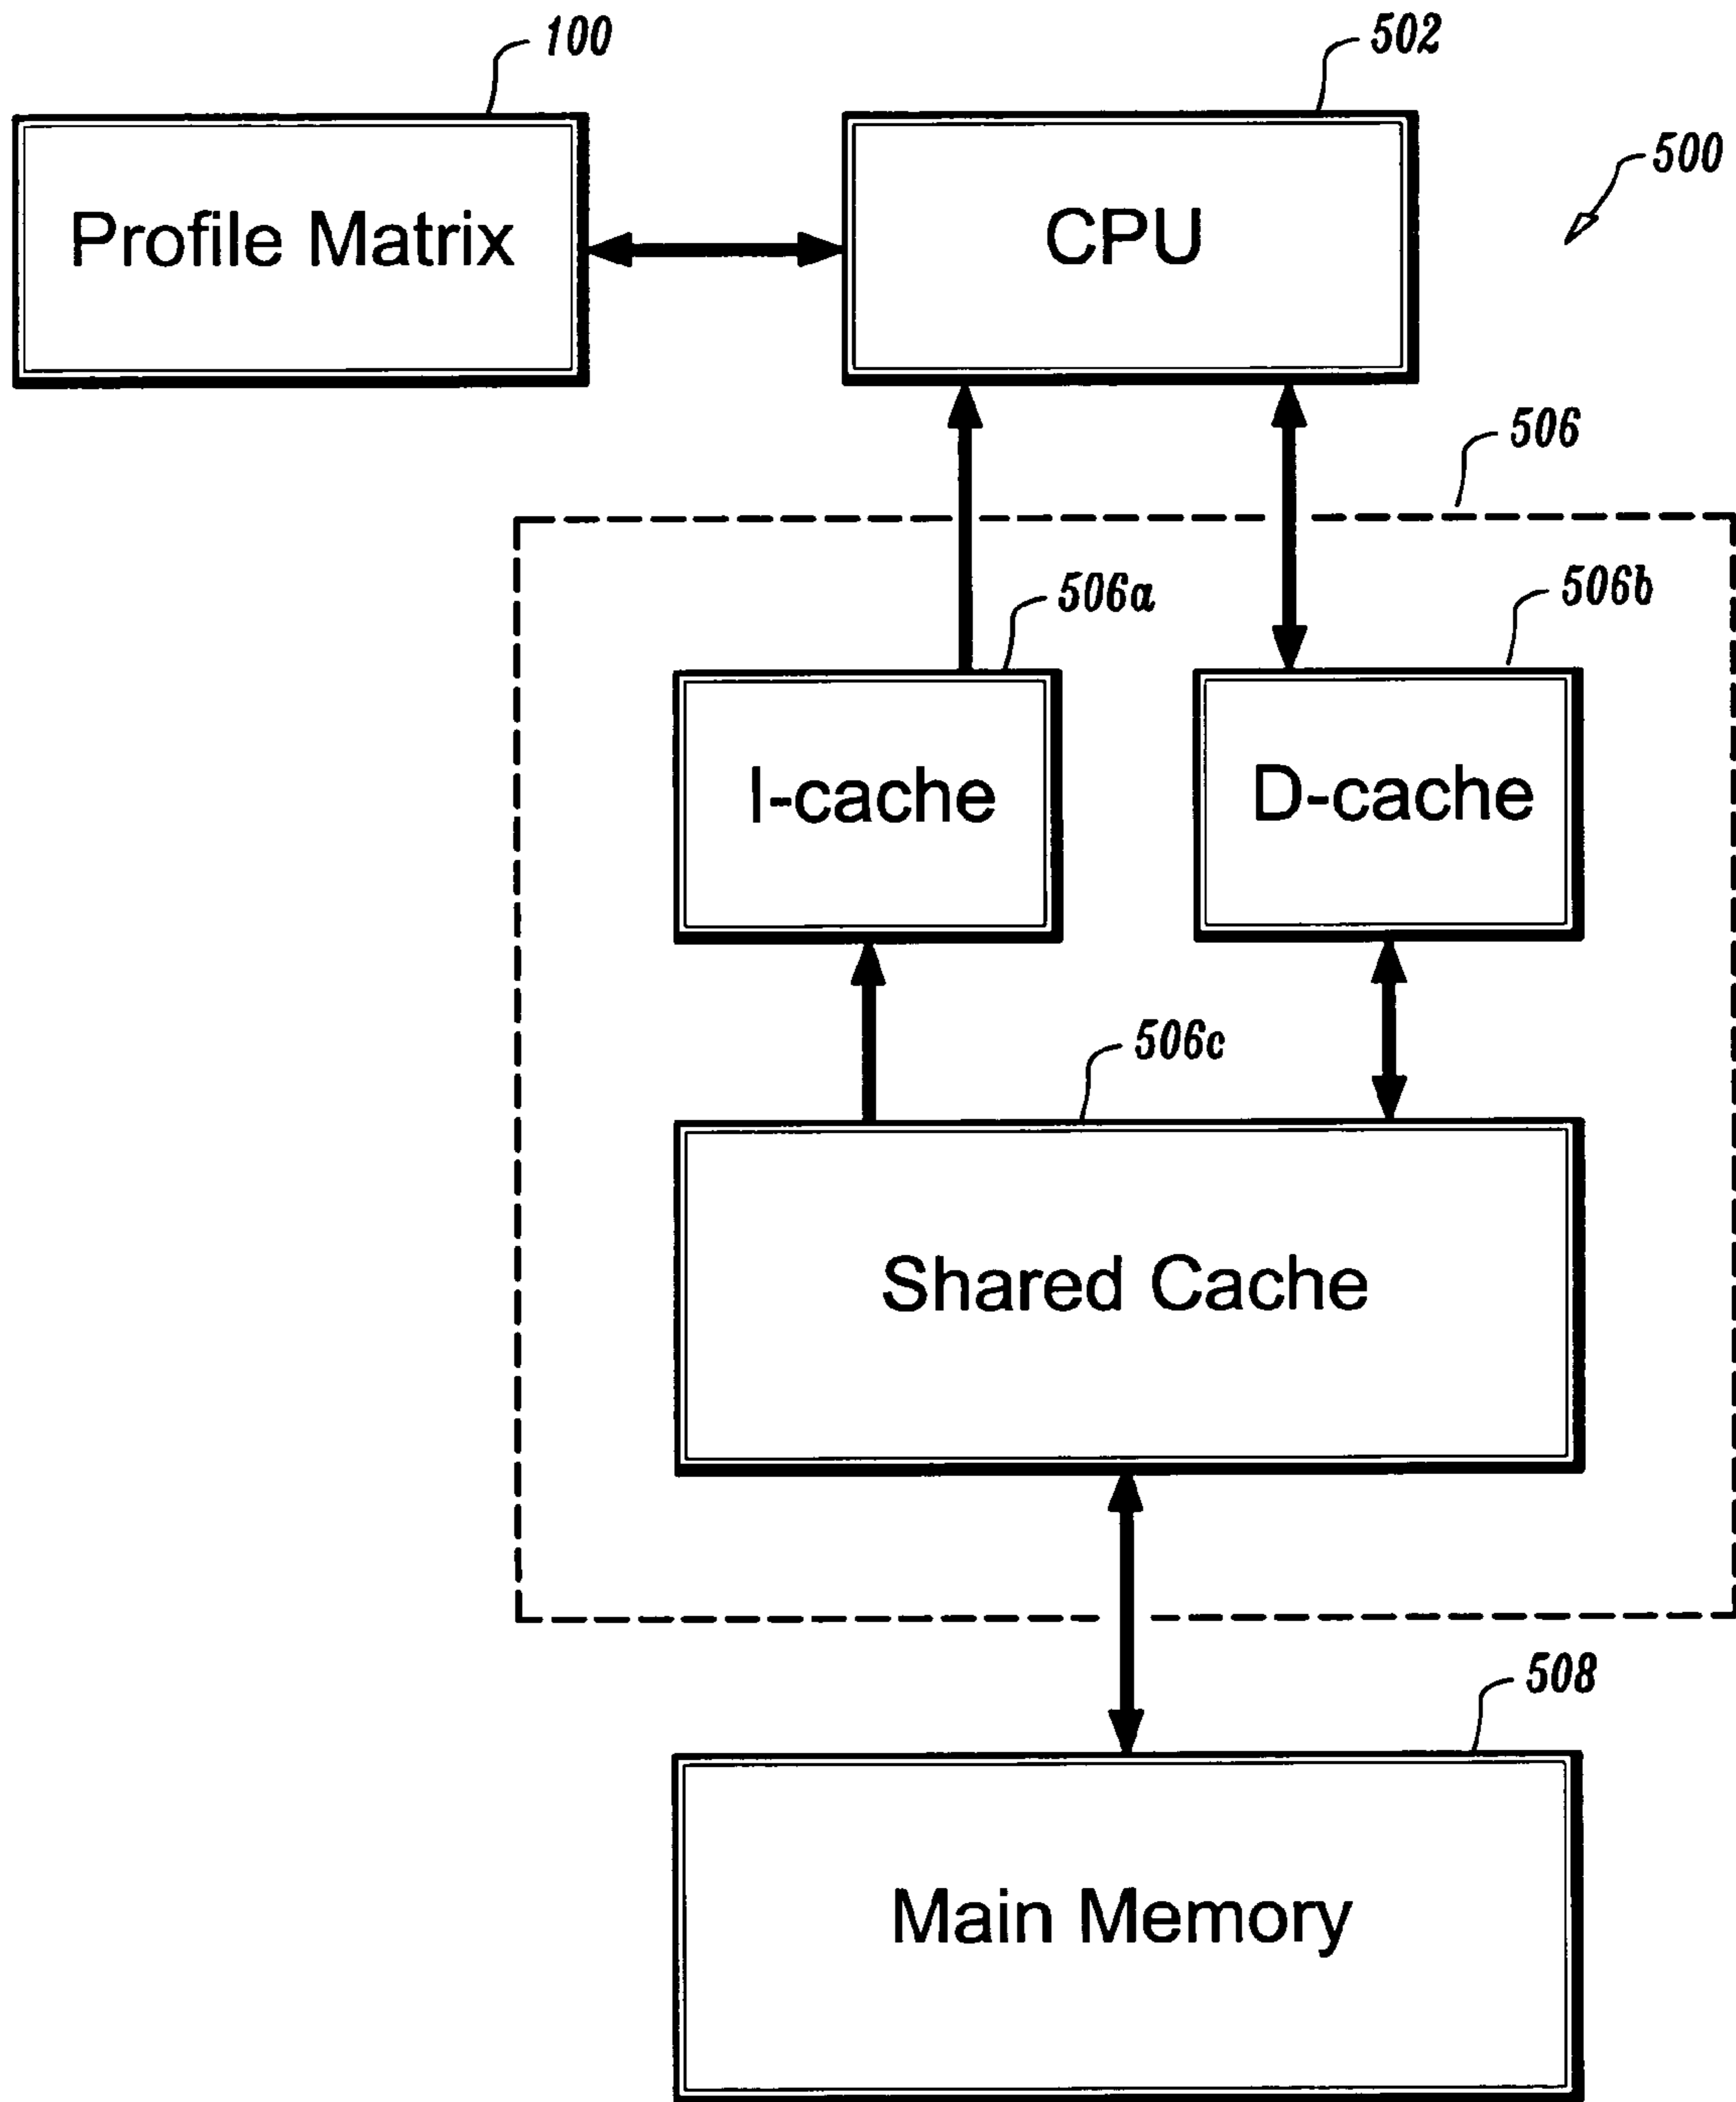 100
502
500
Profile Matrix
CPU
506
506a
506b
I-cache
D-cache
506c
Shared Cache
508
Main Memory